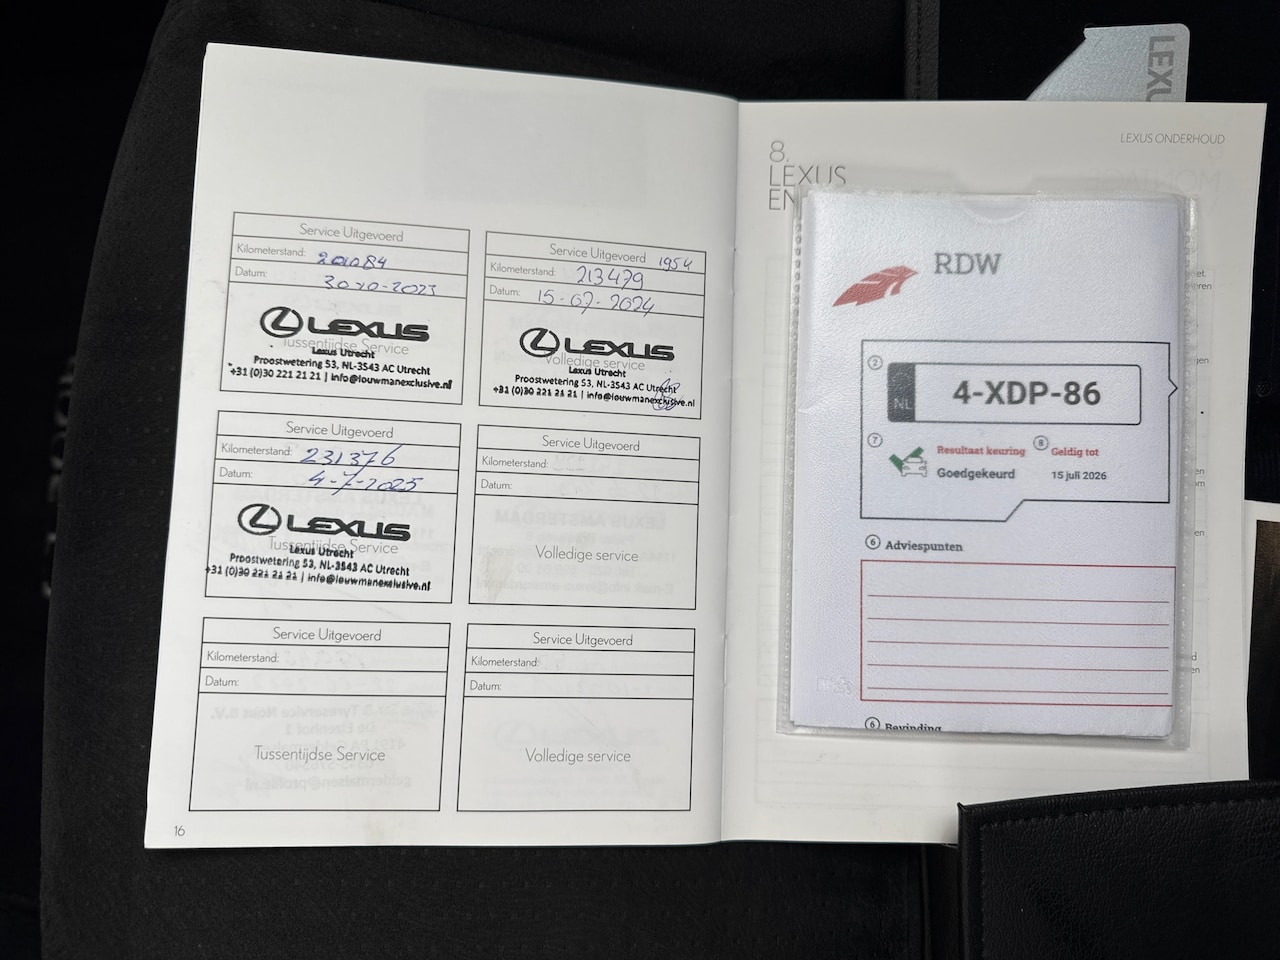 Service Uitgevoerd
Kilometerstand: 200084
Datum: 30-10-2023
LEXUS
Tussentijdse Service
Lexus Utrecht
Proostwetering 53, NL-3543 AC Utrecht
+31 (0)30 221 21 21 | info@louwmanexclusive.nl
Service Uitgevoerd 1954
Kilometerstand: 213479
Datum: 15-07-2024
LEXUS
Volledige service
Lexus Utrecht
Proostwetering 53, NL-3543 AC Utrecht
+31 (0)30 221 21 21 | info@louwmanexclusive.nl
Service Uitgevoerd
Kilometerstand: 231376
Datum: 4-7-2025
LEXUS
Tussentijdse Service
Lexus Utrecht
Proostwetering 53, NL-3543 AC Utrecht
+31 (0)30 221 21 21 | info@louwmanexclusive.nl
Service Uitgevoerd
Kilometerstand:
Datum:
Volledige service
Service Uitgevoerd
Kilometerstand:
Datum:
Tussentijdse Service
Service Uitgevoerd
Kilometerstand:
Datum:
Volledige service
16
LEXUS ONDERHOUD
8.
LEXUS
RDW
2
NL
4-XDP-86
7
Resultaat keuring
Goedgekeurd
8
Geldig tot
15 juli 2026
6 Adviespunten
6 Bevinding